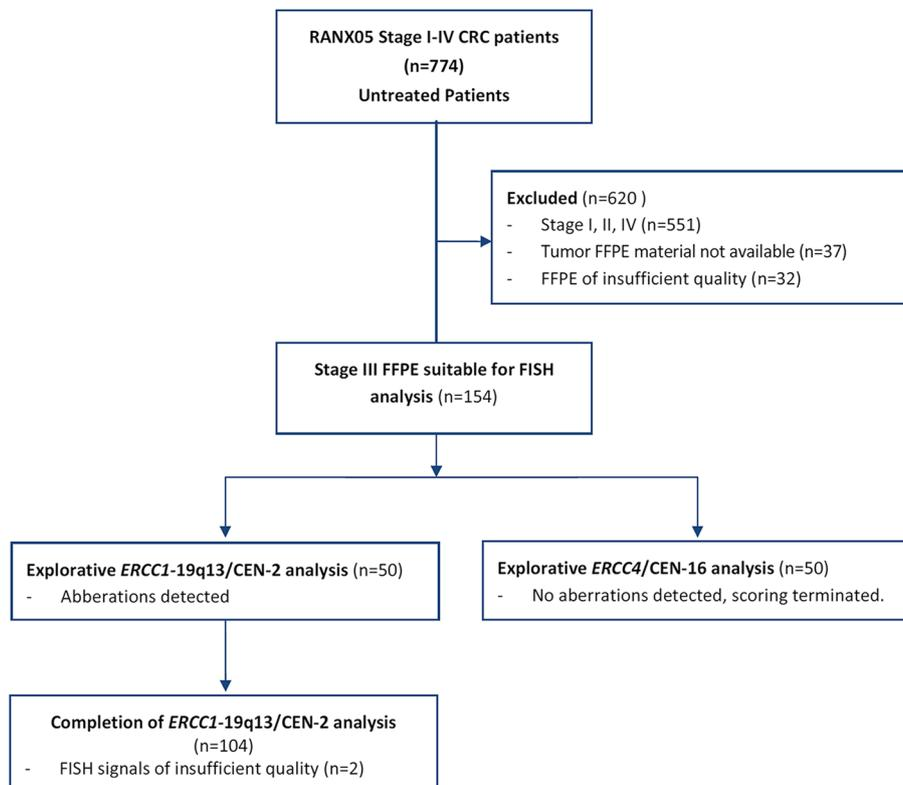 RANX05 Stage I-IV CRC patients
(n=774)
Untreated Patients
Excluded (n=620 )
- Stage I, II, IV (n=551)
- Tumor FFPE material not available (n=37)
- FFPE of insufficient quality (n=32)
Stage III FFPE suitable for FISH
analysis (n=154)
Explorative ERCC1-19q13/CEN-2 analysis (n=50)
- Abberations detected
Explorative ERCC4/CEN-16 analysis (n=50)
- No aberrations detected, scoring terminated.
Completion of ERCC1-19q13/CEN-2 analysis
(n=104)
- FISH signals of insufficient quality (n=2)